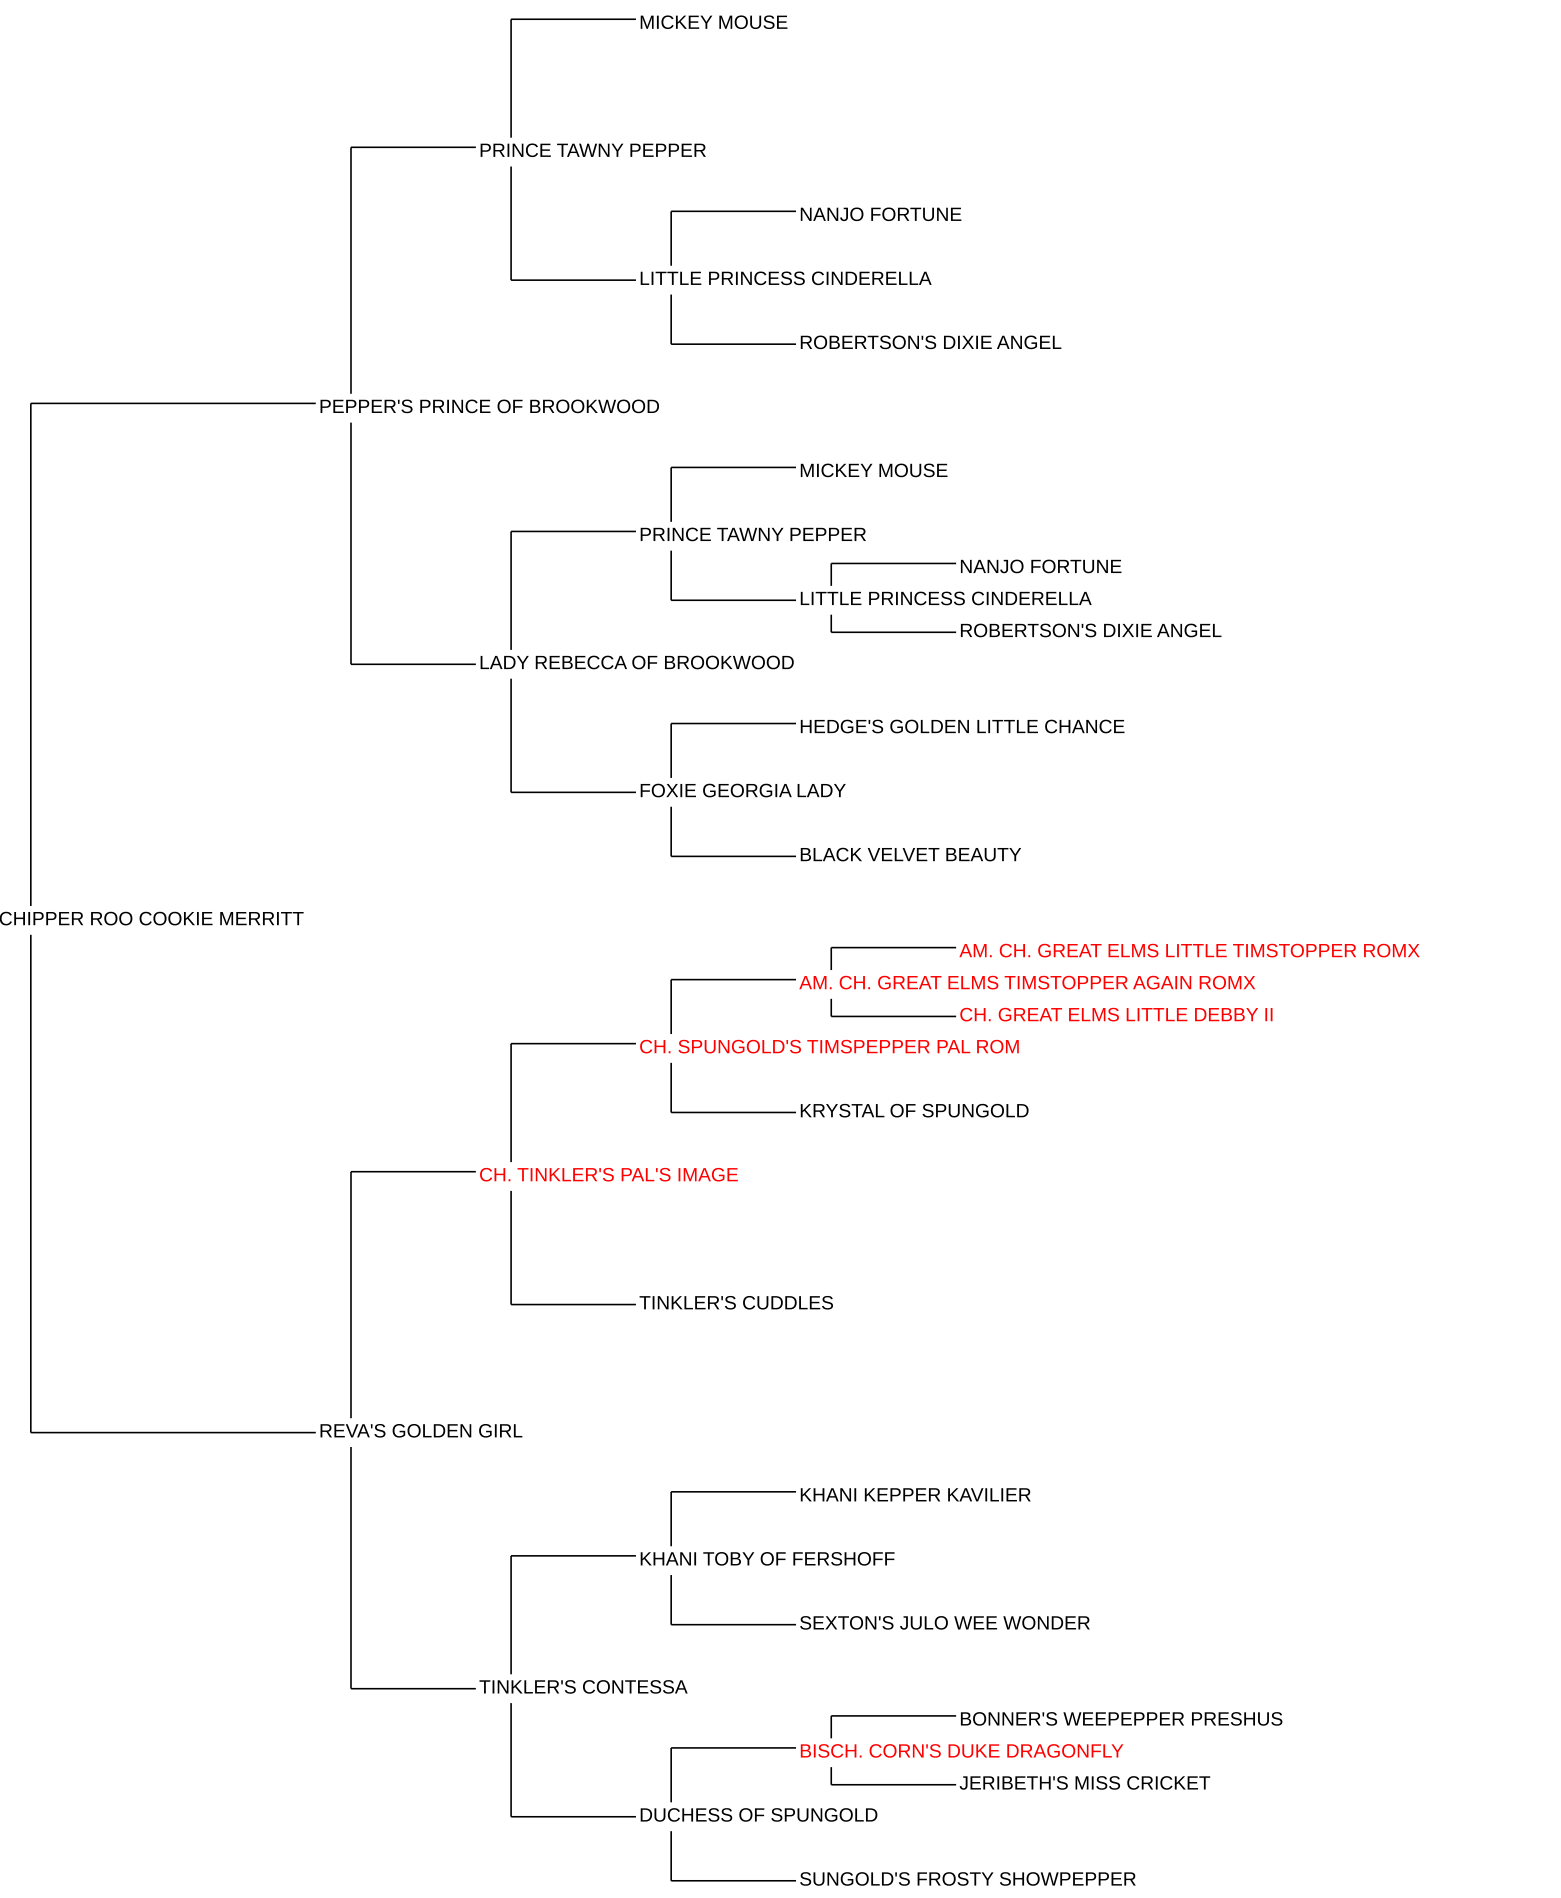 MICKEY MOUSE
PRINCE TAWNY PEPPER
NANJO FORTUNE
LITTLE PRINCESS CINDERELLA
ROBERTSON'S DIXIE ANGEL
PEPPER'S PRINCE OF BROOKWOOD
MICKEY MOUSE
PRINCE TAWNY PEPPER
NANJO FORTUNE
LITTLE PRINCESS CINDERELLA
ROBERTSON'S DIXIE ANGEL
LADY REBECCA OF BROOKWOOD
HEDGE'S GOLDEN LITTLE CHANCE
FOXIE GEORGIA LADY
BLACK VELVET BEAUTY
CHIPPER ROO COOKIE MERRITT
AM. CH. GREAT ELMS LITTLE TIMSTOPPER ROMX
AM. CH. GREAT ELMS TIMSTOPPER AGAIN ROMX
CH. GREAT ELMS LITTLE DEBBY II
CH. SPUNGOLD'S TIMSPEPPER PAL ROM
KRYSTAL OF SPUNGOLD
CH. TINKLER'S PAL'S IMAGE
TINKLER'S CUDDLES
REVA'S GOLDEN GIRL
KHANI KEPPER KAVILIER
KHANI TOBY OF FERSHOFF
SEXTON'S JULO WEE WONDER
TINKLER'S CONTESSA
BONNER'S WEEPEPPER PRESHUS
BISCH. CORN'S DUKE DRAGONFLY
JERIBETH'S MISS CRICKET
DUCHESS OF SPUNGOLD
SUNGOLD'S FROSTY SHOWPEPPER